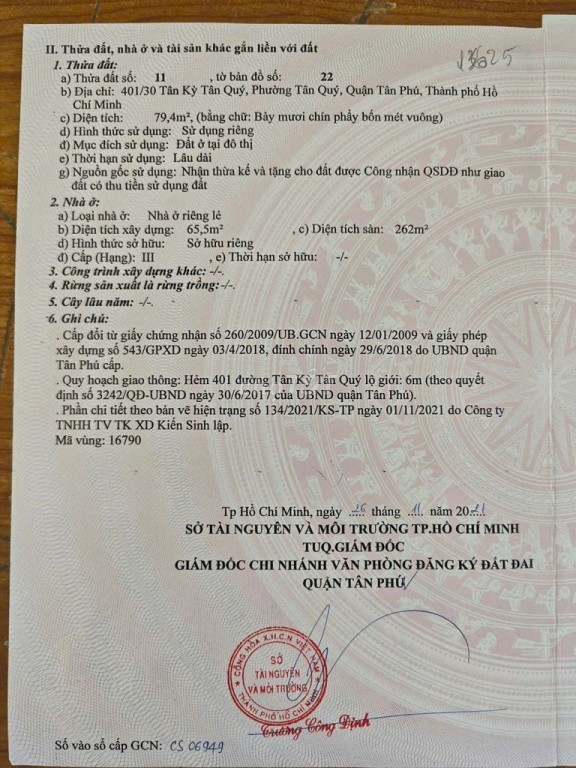 II. Thửa đất, nhà ở và tài sản khác gắn liền với đất
1. Thửa đất:
a) Thửa đất số: 11 , tờ bản đồ số: 22
b) Địa chỉ: 401/30 Tân Kỳ Tân Quý, Phường Tân Quý, Quận Tân Phú, Thành phố Hồ
Chí Minh
c) Diện tích: 79,4m², (bằng chữ: Bảy mươi chín phẩy bốn mét vuông)
d) Hình thức sử dụng: Sử dụng riêng
đ) Mục đích sử dụng: Đất ở tại đô thị
e) Thời hạn sử dụng: Lâu dài
g) Nguồn gốc sử dụng: Nhận thừa kế và tặng cho đất được Công nhận QSDĐ như giao
đất có thu tiền sử dụng đất
2. Nhà ở:
a) Loại nhà ở: Nhà ở riêng lẻ
b) Diện tích xây dựng: 65,5m² , c) Diện tích sàn: 262m²
d) Hình thức sở hữu: Sở hữu riêng
đ) Cấp (Hạng): III , e) Thời hạn sở hữu: -/-
3. Công trình xây dựng khác: -/-.
4. Rừng sản xuất là rừng trồng:-/-.
5. Cây lâu năm: -/-.
6. Ghi chú:
. Cấp đổi từ giấy chứng nhận số 260/2009/UB.GCN ngày 12/01/2009 và giấy phép
xây dựng số 543/GPXD ngày 03/4/2018, đính chính ngày 29/6/2018 do UBND quận
Tân Phú cấp.
. Quy hoạch giao thông: Hẻm 401 đường Tân Kỳ Tân Quý lộ giới: 6m (theo quyết
định số 3242/QĐ-UBND ngày 30/6/2017 của UBND quận Tân Phú).
. Phần chi tiết theo bản vẽ hiện trạng số 134/2021/KS-TP ngày 01/11/2021 do Công ty
TNHH TV TK XD Kiến Sinh lập.
Mã vùng: 16790
Tp Hồ Chí Minh, ngày 26 tháng 11 năm 2021
SỞ TÀI NGUYÊN VÀ MÔI TRƯỜNG TP.HỒ CHÍ MINH
TUQ.GIÁM ĐỐC
GIÁM ĐỐC CHI NHÁNH VĂN PHÒNG ĐĂNG KÝ ĐẤT ĐAI
QUẬN TÂN PHÚ
CỘNG HÒA X.H.C.N VIỆT NAM
SỞ
TÀI NGUYÊN
VÀ MÔI TRƯỜNG
THÀNH PHỐ HỒ CHÍ MINH
Trương Công Định
Số vào sổ cấp GCN: CS 06949